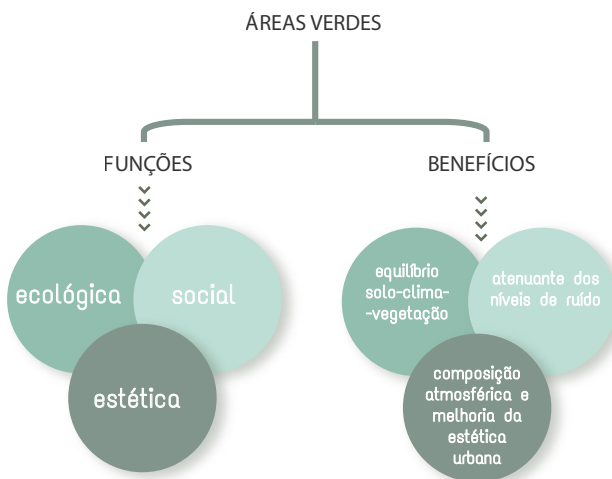 ÁREAS VERDES
FUNÇÕES
BENEFÍCIOS
ecológica
social
estética
equilíbrio
solo-clima-
-vegetação
atenuante dos
níveis de ruído
composição
atmosférica e
melhoria da
estética
urbana